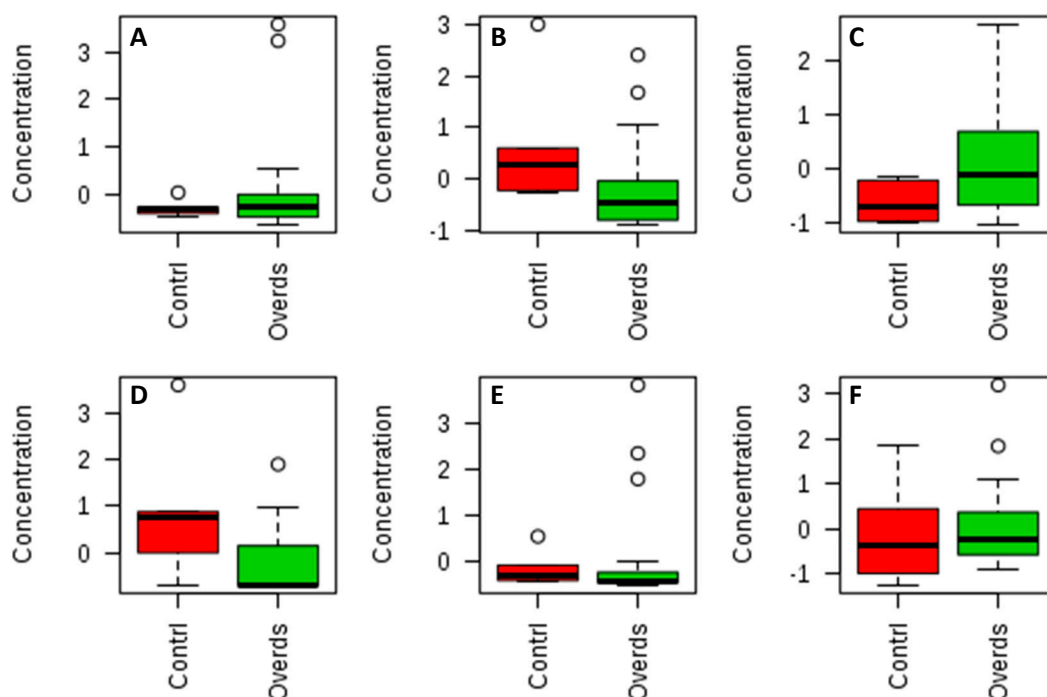 A
Concentration
3
2
1
0
Contrl
Overds
B
Concentration
3
2
1
0
-1
Contrl
Overds
C
Concentration
2
1
0
-1
Contrl
Overds
D
Concentration
3
2
1
0
Contrl
Overds
E
Concentration
3
2
1
0
Contrl
Overds
F
Concentration
3
2
1
0
-1
Contrl
Overds